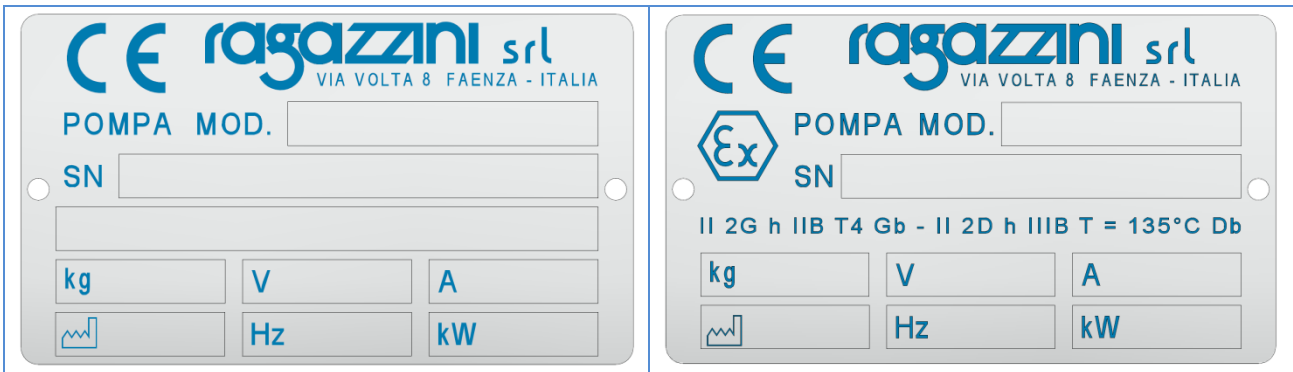 CE ragazzini srl
VIA VOLTA 8 FAENZA - ITALIA
POMPA MOD.
SN
kg V A
Hz kW
CE ragazzini srl
VIA VOLTA 8 FAENZA - ITALIA
Ex POMPA MOD.
SN
II 2G h IIB T4 Gb - II 2D h IIIB T = 135°C Db
kg V A
Hz kW